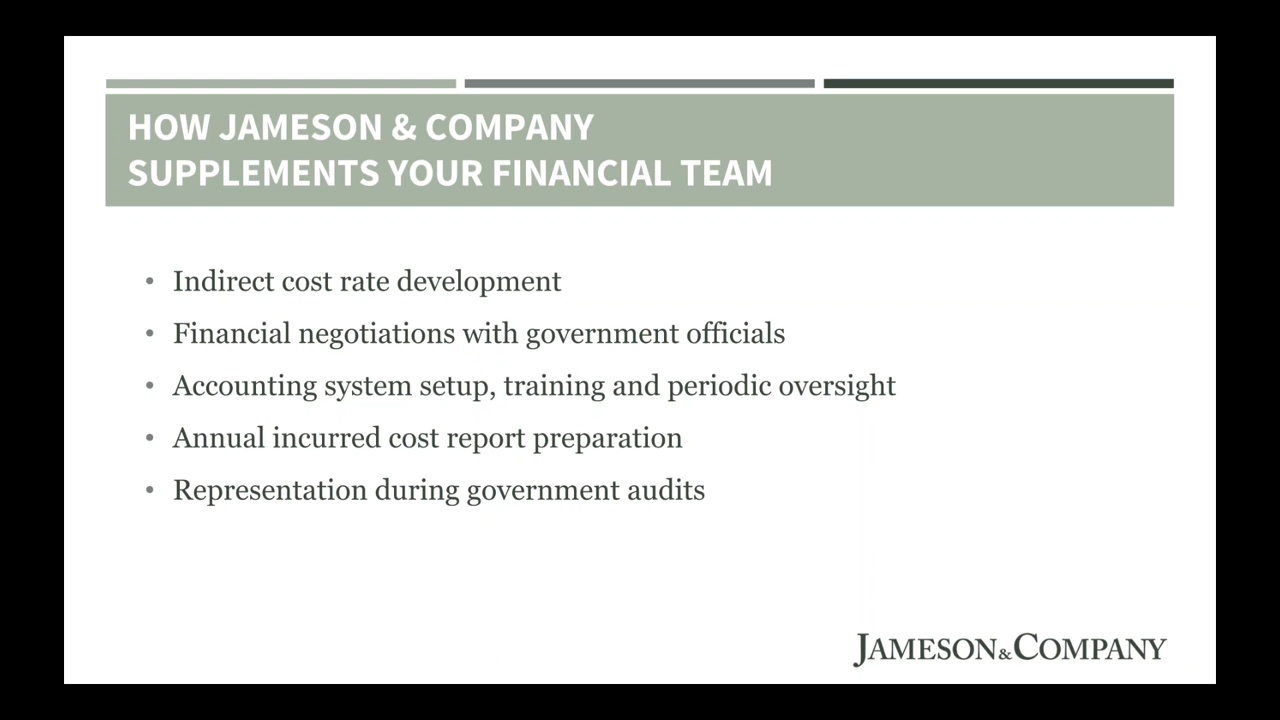 HOW JAMESON & COMPANY
SUPPLEMENTS YOUR FINANCIAL TEAM
• Indirect cost rate development
• Financial negotiations with government officials
• Accounting system setup, training and periodic oversight
• Annual incurred cost report preparation
• Representation during government audits
JAMESON&COMPANY